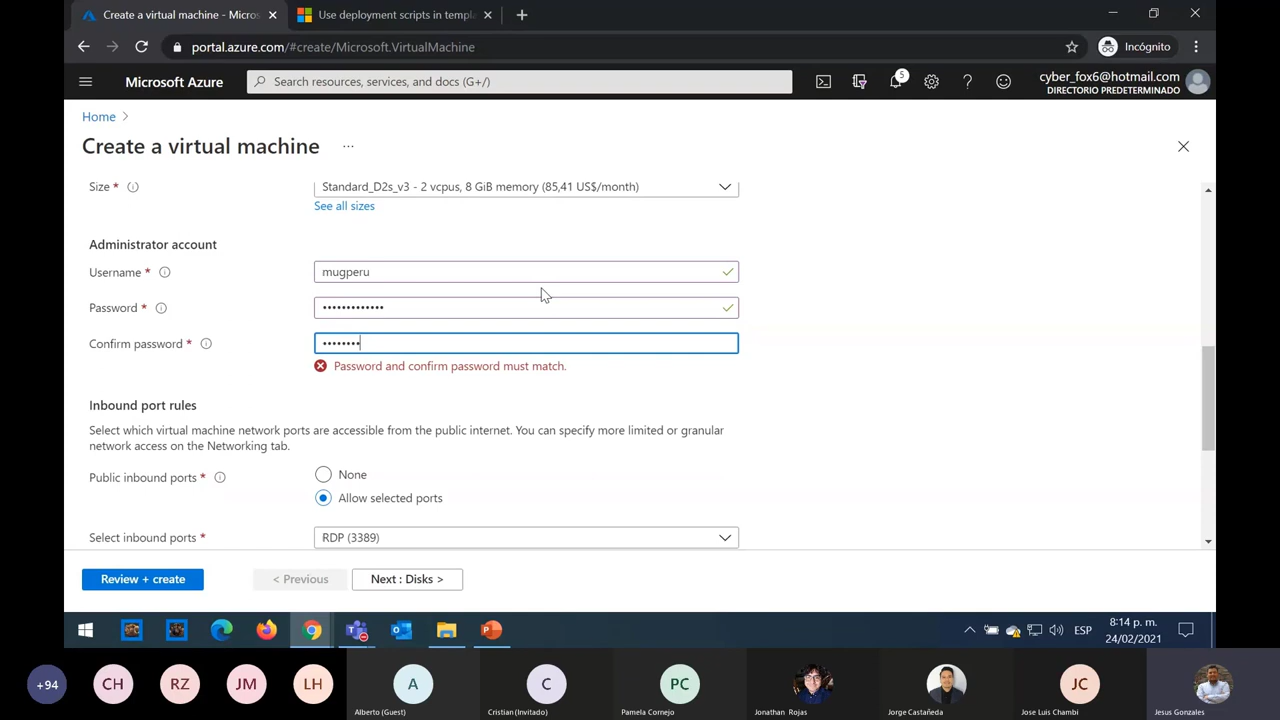 Create a virtual machine - Micros
Use deployment scripts in templa
portal.azure.com/#create/Microsoft.VirtualMachine
Incógnito
Microsoft Azure
Search resources, services, and docs (G+/)
5
cyber_fox6@hotmail.com
DIRECTORIO PREDETERMINADO
Home >
Create a virtual machine ...
Size *
Standard_D2s_v3 - 2 vcpus, 8 GiB memory (85,41 US$/month)
See all sizes
Administrator account
Username *
mugperu
Password *
•••••••••••••
Confirm password *
••••••••
Password and confirm password must match.
Inbound port rules
Select which virtual machine network ports are accessible from the public internet. You can specify more limited or granular
network access on the Networking tab.
Public inbound ports *
None
Allow selected ports
Select inbound ports *
RDP (3389)
Review + create
< Previous
Next : Disks >
ESP
8:14 p. m.
24/02/2021
+94
CH
RZ
JM
LH
A
C
PC
JC
Alberto (Guest)
Cristian (Invitado)
Pamela Cornejo
Jonathan Rojas
Jorge Castañeda
Jose Luis Chambi
Jesus Gonzales